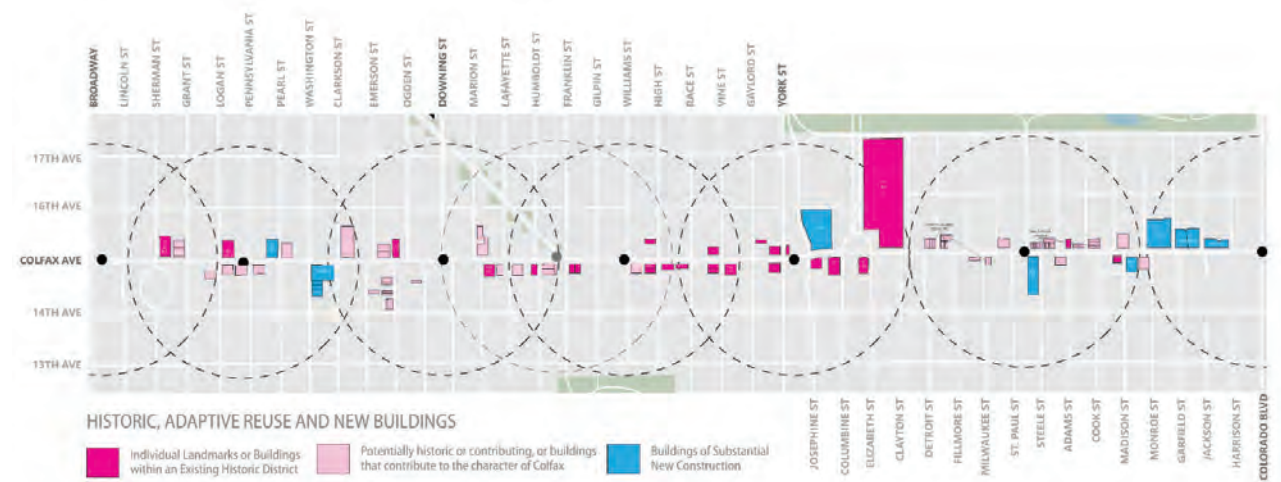 BROADWAY
LINCOLN ST
SHERMAN ST
GRANT ST
LOGAN ST
PENNSYLVANIA ST
PEARL ST
WASHINGTON ST
CLARKSON ST
EMERSON ST
OGDEN ST
DOWNING ST
MARION ST
LAFAYETTE ST
HUMBOLDT ST
FRANKLIN ST
GILPIN ST
WILLIAMS ST
HIGH ST
RACE ST
VINE ST
GAYLORD ST
YORK ST
17TH AVE
16TH AVE
COLFAX AVE
14TH AVE
13TH AVE
JOSEPHINE ST
COLUMBINE ST
ELIZABETH ST
CLAYTON ST
DETROIT ST
FILLMORE ST
MILWAUKEE ST
ST. PAUL ST
STEELE ST
ADAMS ST
COOK ST
MADISON ST
MONROE ST
GARFIELD ST
JACKSON ST
HARRISON ST
COLORADO BLVD
HISTORIC, ADAPTIVE REUSE AND NEW BUILDINGS
Individual Landmarks or Buildings
within an Existing Historic District
Potentially historic or contributing, or buildings
that contribute to the character of Colfax
Buildings of Substantial
New Construction